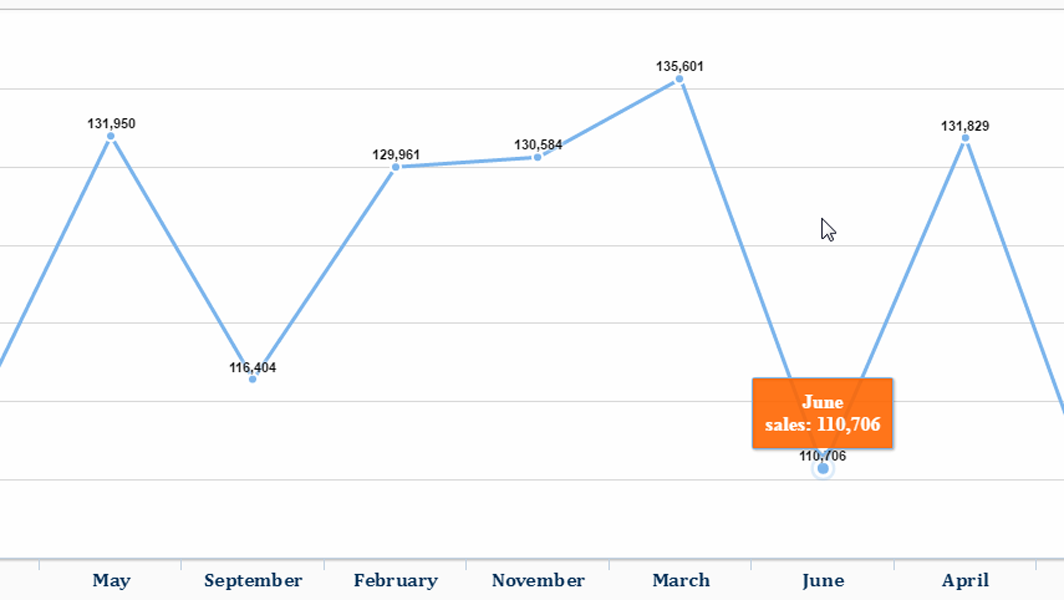 135,601
131,950
131,829
130,584
129,961
116,404
June
sales: 110,706
110,706
May
September
February
November
March
June
April